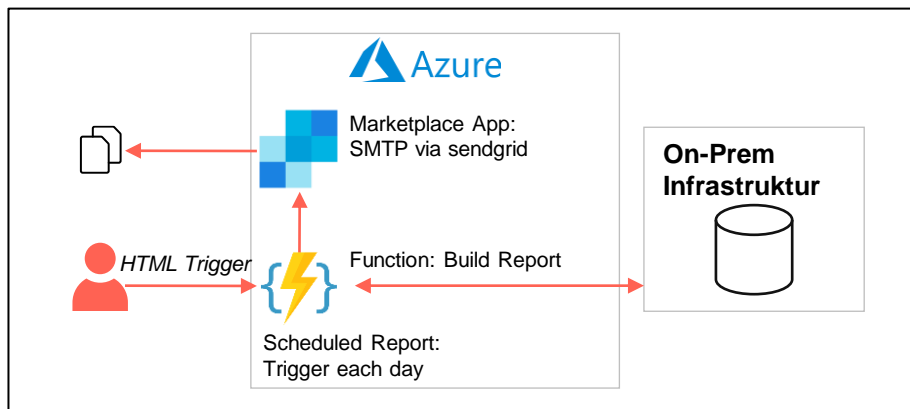 Azure
Marketplace App:
SMTP via sendgrid
On-Prem
Infrastruktur
HTML Trigger
Function: Build Report
Scheduled Report:
Trigger each day